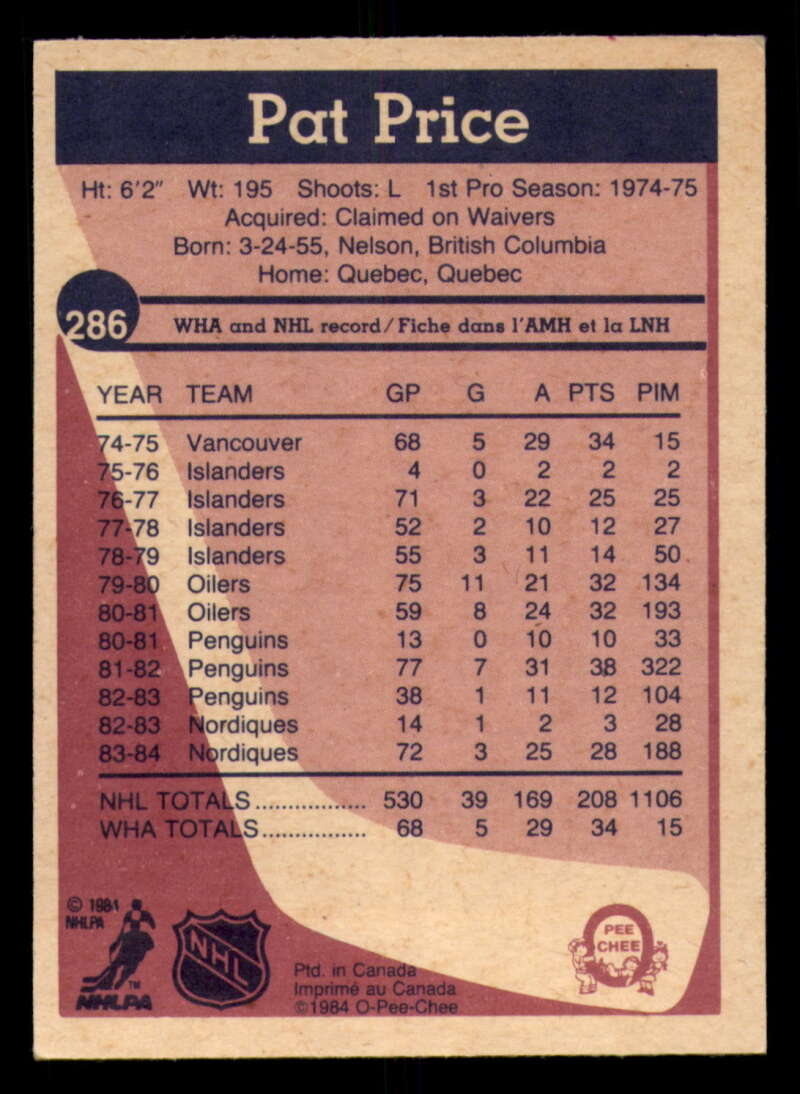 Pat Price
Ht: 6'2" Wt: 195 Shoots: L 1st Pro Season: 1974-75
Acquired: Claimed on Waivers
Born: 3-24-55, Nelson, British Columbia
Home: Quebec, Quebec
286 WHA and NHL record/Fiche dans l'AMH et la LNH
YEAR TEAM GP G A PTS PIM
74-75 Vancouver 68 5 29 34 15
75-76 Islanders 4 0 2 2 2
76-77 Islanders 71 3 22 25 25
77-78 Islanders 52 2 10 12 27
78-79 Islanders 55 3 11 14 50
79-80 Oilers 75 11 21 32 134
80-81 Oilers 59 8 24 32 193
80-81 Penguins 13 0 10 10 33
81-82 Penguins 77 7 31 38 322
82-83 Penguins 38 1 11 12 104
82-83 Nordiques 14 1 2 3 28
83-84 Nordiques 72 3 25 28 188
NHL TOTALS................. 530 39 169 208 1106
WHA TOTALS................ 68 5 29 34 15
© 1984
NHLPA
TM
NHLPA
NHL
Ptd. in Canada
Imprimé au Canada
©1984 O-Pee-Chee
PEE
CHEE